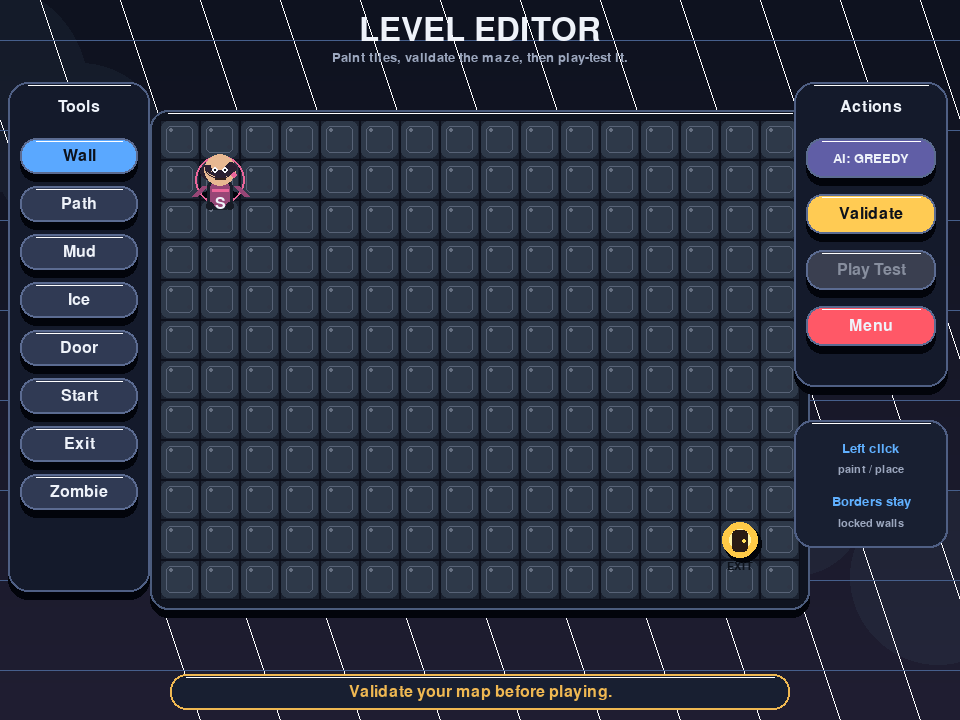 LEVEL EDITOR
Paint tiles, validate the maze, then play-test it.
Tools
Wall
Path
Mud
Ice
Door
Start
Exit
Zombie
S
EXIT
Actions
AI: GREEDY
Validate
Play Test
Menu
Left click
paint / place
Borders stay
locked walls
Validate your map before playing.